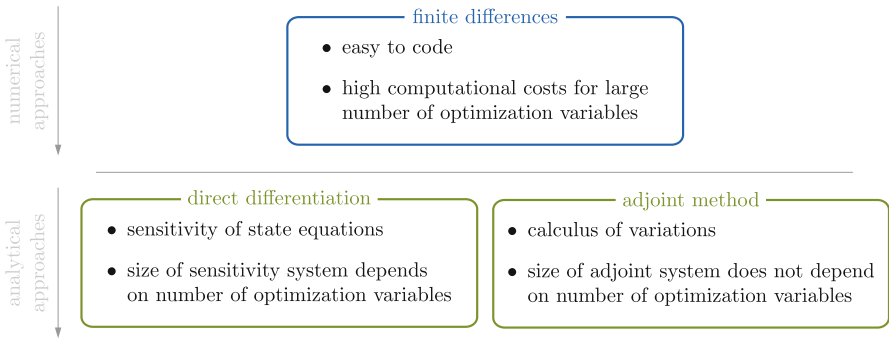 numerical
approaches
finite differences
• easy to code
• high computational costs for large
number of optimization variables
analytical
approaches
direct differentiation
• sensitivity of state equations
• size of sensitivity system depends
on number of optimization variables
adjoint method
• calculus of variations
• size of adjoint system does not depend
on number of optimization variables